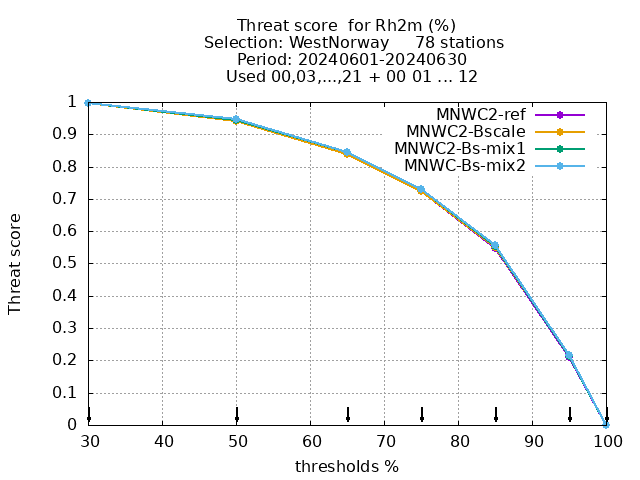 Threat score  for Rh2m (%)
Selection: WestNorway     78 stations
Period: 20240601-20240630
Used 00,03,...,21 + 00 01 ... 12
MNWC2-ref
MNWC2-Bscale
MNWC2-Bs-mix1
MNWC-Bs-mix2
Threat score
1
0.9
0.8
0.7
0.6
0.5
0.4
0.3
0.2
0.1
0
30 40 50 60 70 80 90 100
thresholds %